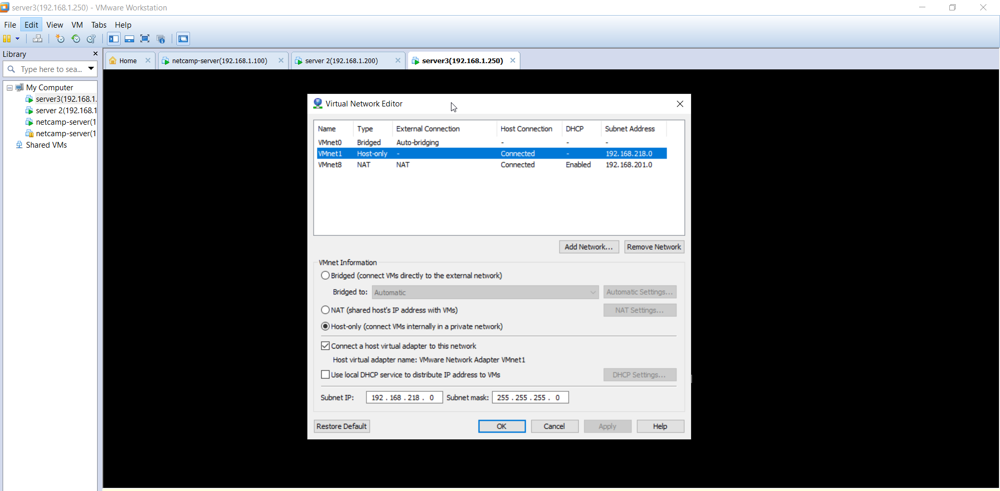 server3(192.168.1.250) - VMware Workstation
File Edit View VM Tabs Help
Library
Type here to sea...
My Computer
server3(192.168.1.
server 2(192.168.1
netcamp-server(1
netcamp-server(1
Shared VMs
Home netcamp-server(192.168.1.100) server 2(192.168.1.200) server3(192.168.1.250)
Virtual Network Editor
Name Type External Connection Host Connection DHCP Subnet Address
VMnet0 Bridged Auto-bridging - - -
VMnet1 Host-only - Connected - 192.168.218.0
VMnet8 NAT NAT Connected Enabled 192.168.201.0
Add Network... Remove Network
VMnet Information
Bridged (connect VMs directly to the external network)
Bridged to: Automatic Automatic Settings...
NAT (shared host's IP address with VMs) NAT Settings...
Host-only (connect VMs internally in a private network)
Connect a host virtual adapter to this network
Host virtual adapter name: VMware Network Adapter VMnet1
Use local DHCP service to distribute IP address to VMs DHCP Settings...
Subnet IP: 192 . 168 . 218 . 0 Subnet mask: 255 . 255 . 255 . 0
Restore Default OK Cancel Apply Help